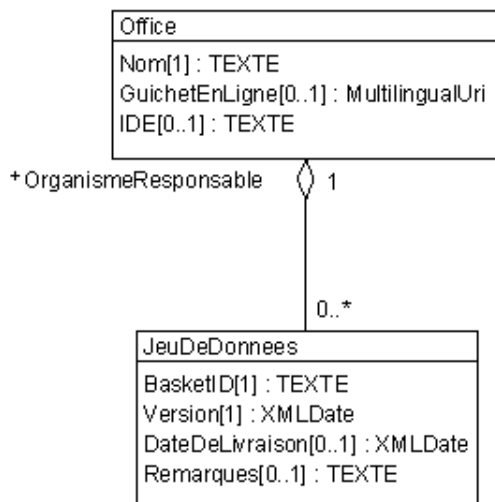 Office
Nom[1] : TEXTE
GuichetEnLigne[0..1] : MultilingualUri
IDE[0..1] : TEXTE
+OrganismeResponsable 1
0..*
JeuDeDonnees
BasketID[1] : TEXTE
Version[1] : XMLDate
DateDeLivraison[0..1] : XMLDate
Remarques[0..1] : TEXTE